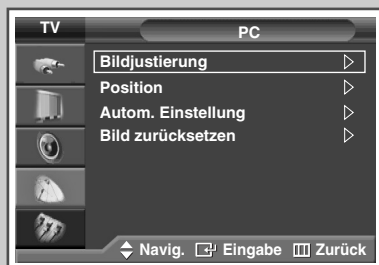 TV
PC
Bildjustierung
Position
Autom. Einstellung
Bild zurücksetzen
Navig. Eingabe Zurück